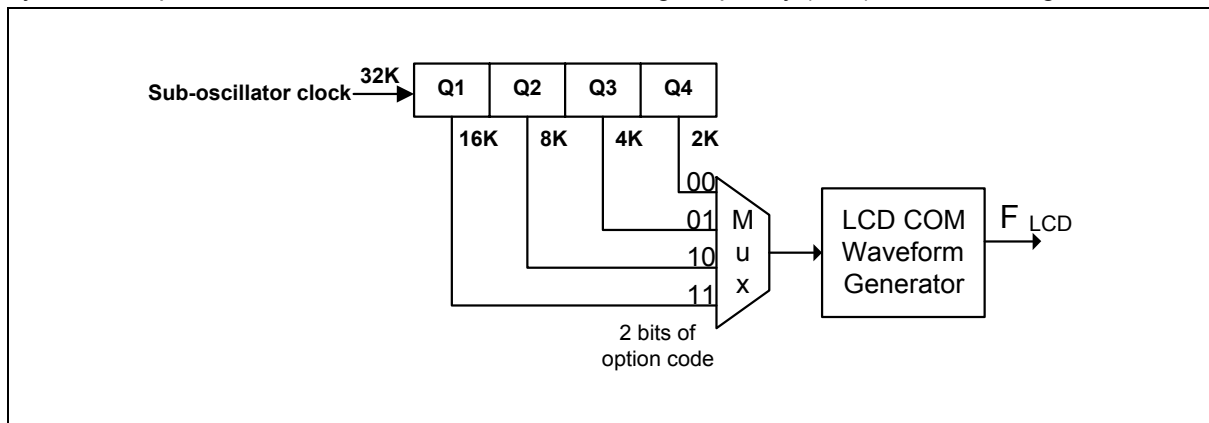 32K
Sub-oscillator clock
Q1 Q2 Q3 Q4
16K 8K 4K 2K
00
01
10
11
M
u
x
LCD COM
Waveform
Generator
F LCD
2 bits of
option code